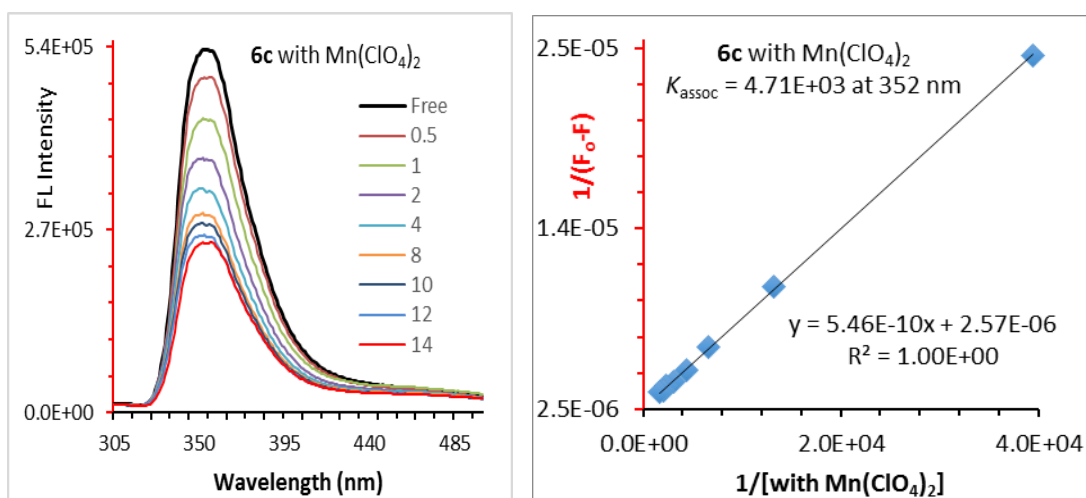 5.4E+05
2.7E+05
0.0E+00
FL Intensity
6c with Mn(ClO₄)₂
Free
0.5
1
2
4
8
10
12
14
305
350
395
440
485
Wavelength (nm)
2.5E-05
1.4E-05
2.5E-06
1/(Fₒ-F)
6c with Mn(ClO₄)₂
Kassoc = 4.71E+03 at 352 nm
y = 5.46E-10x + 2.57E-06
R² = 1.00E+00
0.0E+00
2.0E+04
4.0E+04
1/[with Mn(ClO₄)₂]